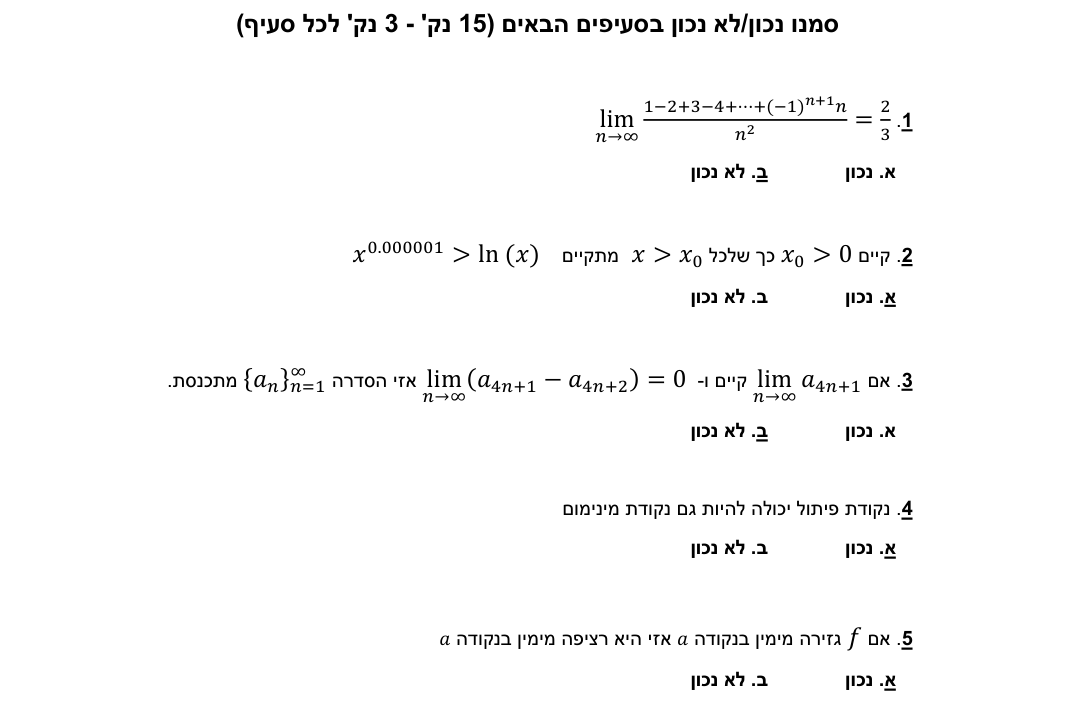 סמנו נכון/לא נכון בסעיפים הבאים (15 נק' - 3 נק' לכל סעיף)
1. $\lim_{n\to\infty} \frac{1-2+3-4+\cdots+(-1)^{n+1}n}{n^2} = \frac{2}{3}$
א. נכון ב. לא נכון
2. קיים $x_0 > 0$ כך שלכל $x > x_0$ מתקיים $x^{0.000001} > \ln(x)$
א. נכון ב. לא נכון
3. אם $\lim_{n\to\infty} a_{4n+1}$ קיים ו- $\lim_{n\to\infty}(a_{4n+1} - a_{4n+2}) = 0$ אזי הסדרה $\{a_n\}_{n=1}^{\infty}$ מתכנסת.
א. נכון ב. לא נכון
4. נקודת פיתול יכולה להיות גם נקודת מינימום
א. נכון ב. לא נכון
5. אם $f$ גזירה מימין בנקודה $a$ אזי היא רציפה מימין בנקודה $a$
א. נכון ב. לא נכון